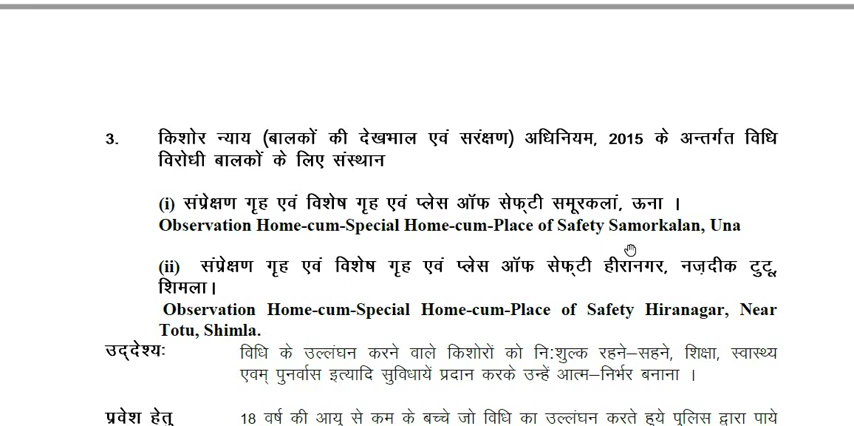 3. किशोर न्याय (बालकों की देखभाल एवं सरंक्षण) अधिनियम, 2015 के अन्तर्गत विधि
विरोधी बालकों के लिए संस्थान
(i) संप्रेक्षण गृह एवं विशेष गृह एवं प्लेस ऑफ सेफ्टी समूरकलां, ऊना ।
Observation Home-cum-Special Home-cum-Place of Safety Samorkalan, Una
(ii) संप्रेक्षण गृह एवं विशेष गृह एवं प्लेस ऑफ सेफ्टी हीरानगर, नज़दीक टुटू,
शिमला।
Observation Home-cum-Special Home-cum-Place of Safety Hiranagar, Near
Totu, Shimla.
उद्देश्यः विधि के उल्लंघन करने वाले किशोरों को नि:शुल्क रहने–सहने, शिक्षा, स्वास्थ्य
एवम् पुनर्वास इत्यादि सुविधायें प्रदान करके उन्हें आत्म–निर्भर बनाना ।
प्रवेश हेतु 18 वर्ष की आयु से कम के बच्चे जो विधि का उल्लंघन करते हुये पुलिस द्वारा पाये